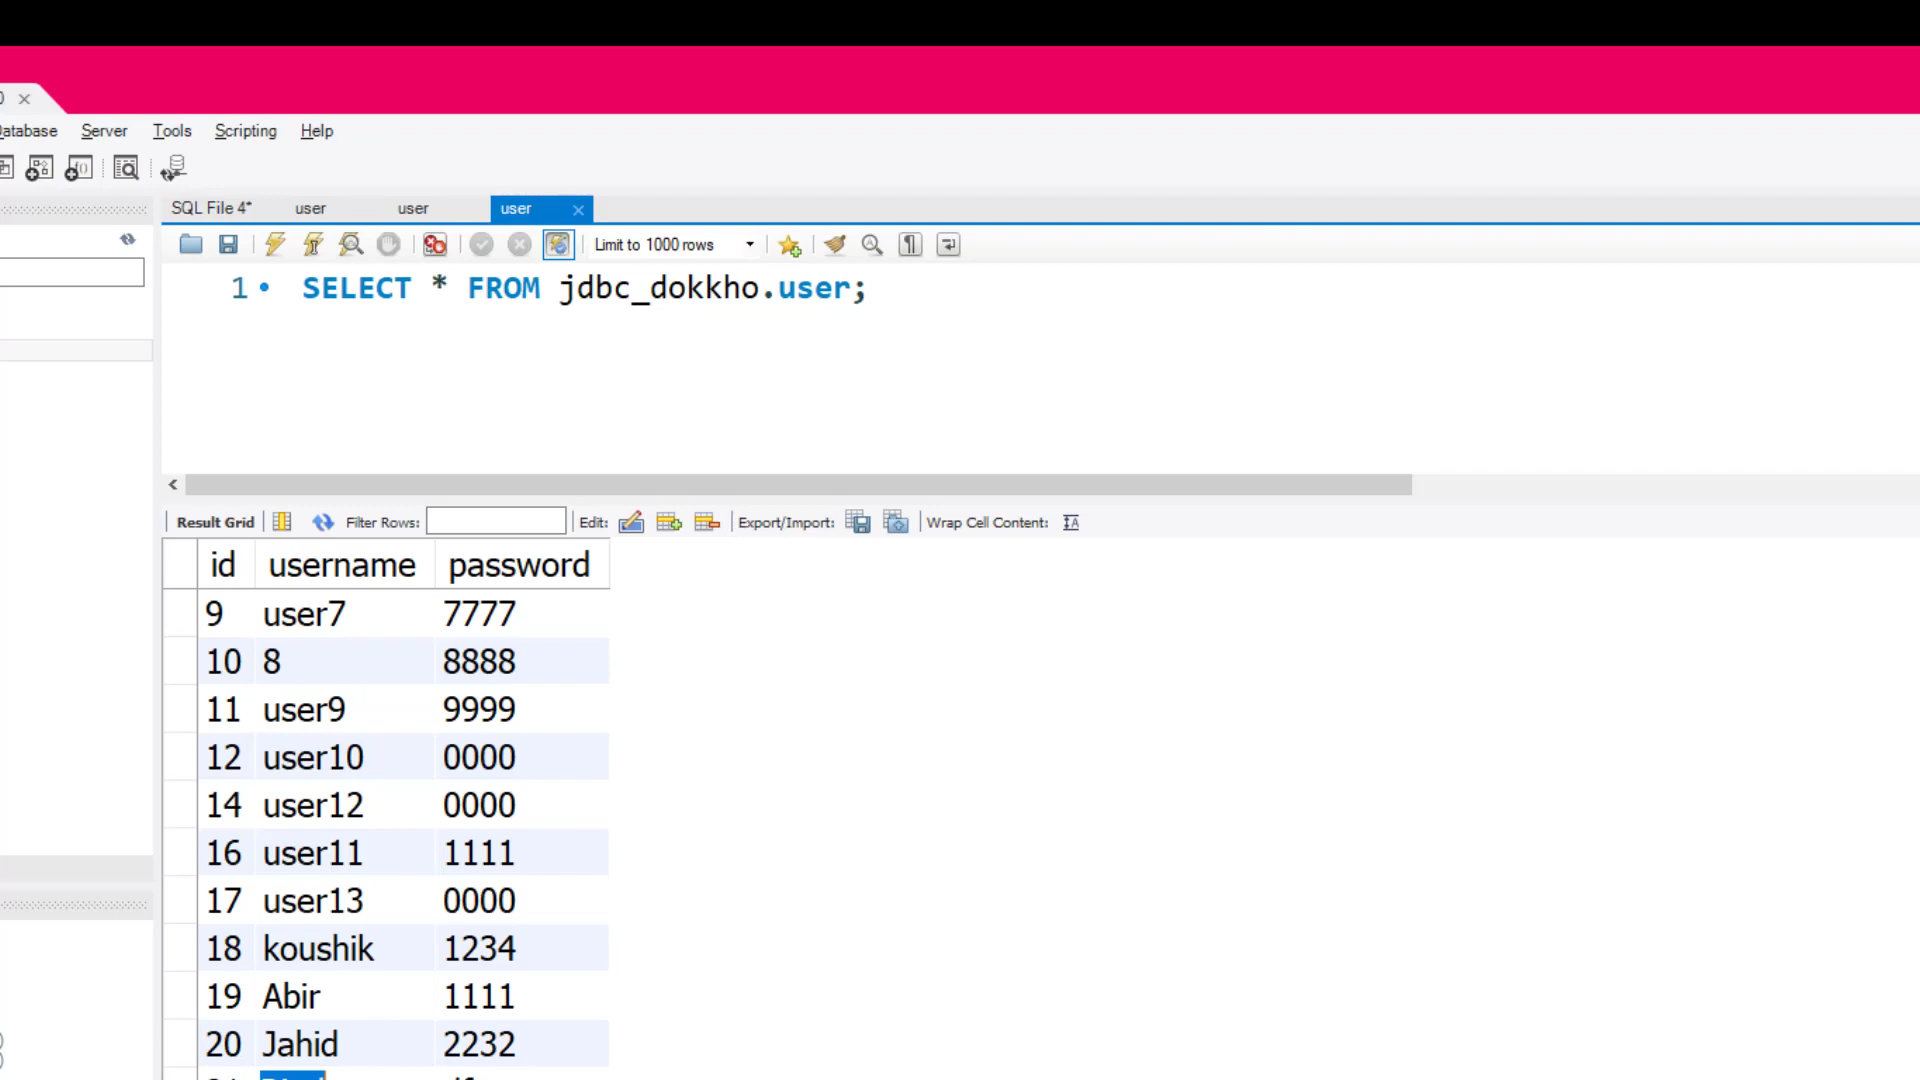 Database Server Tools Scripting Help
SQL File 4* user user user
Limit to 1000 rows
1 SELECT * FROM jdbc_dokkho.user;
Result Grid Filter Rows: Edit: Export/Import: Wrap Cell Content:
id username password
9 user7 7777
10 8 8888
11 user9 9999
12 user10 0000
14 user12 0000
16 user11 1111
17 user13 0000
18 koushik 1234
19 Abir 1111
20 Jahid 2232